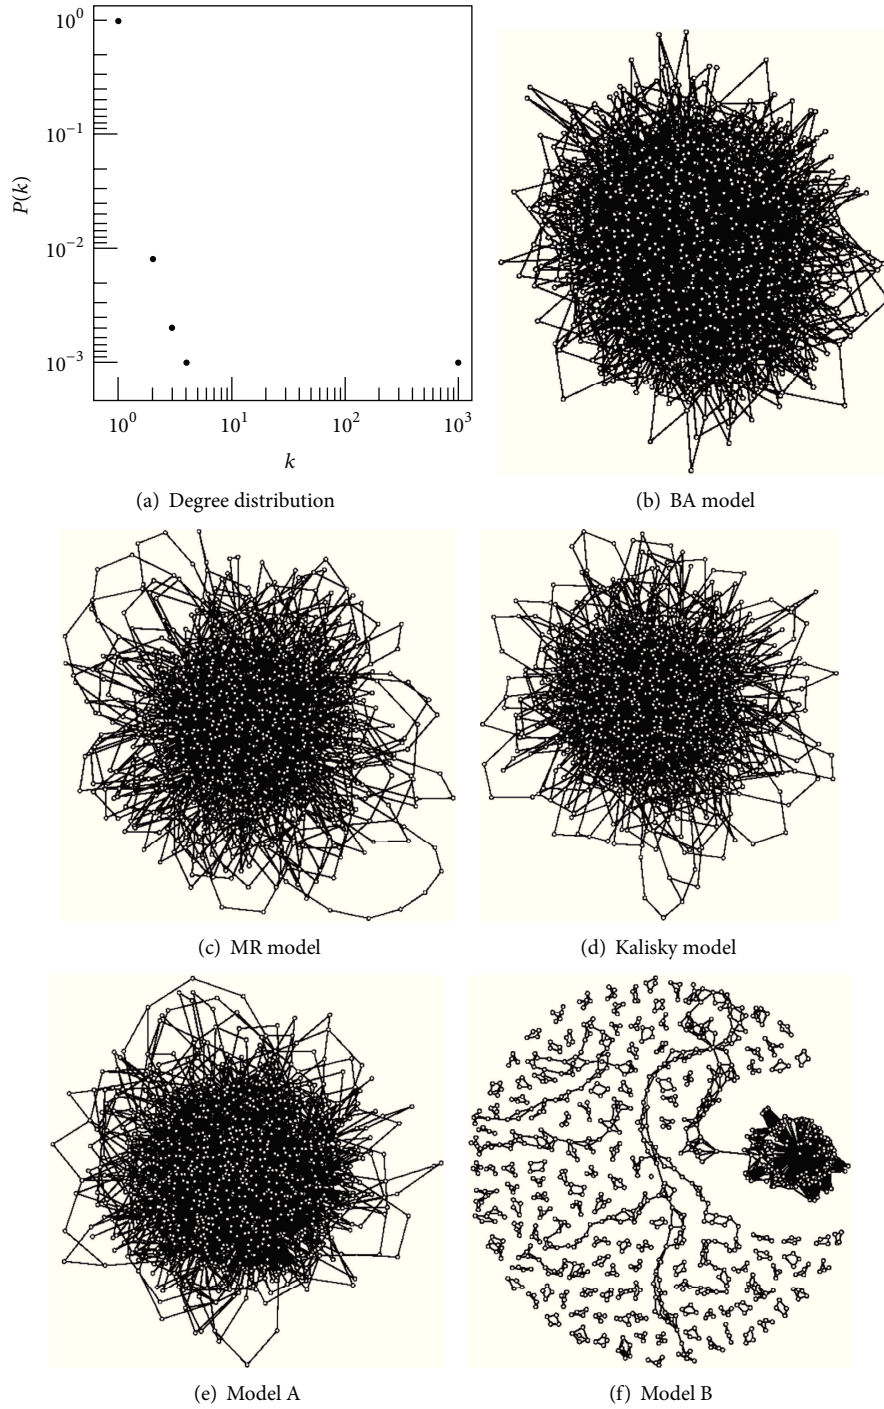 10^0
10^-1
10^-2
10^-3
P(k)
10^0 10^1 10^2 10^3
k
(a) Degree distribution
(b) BA model
(c) MR model
(d) Kalisky model
(e) Model A
(f) Model B